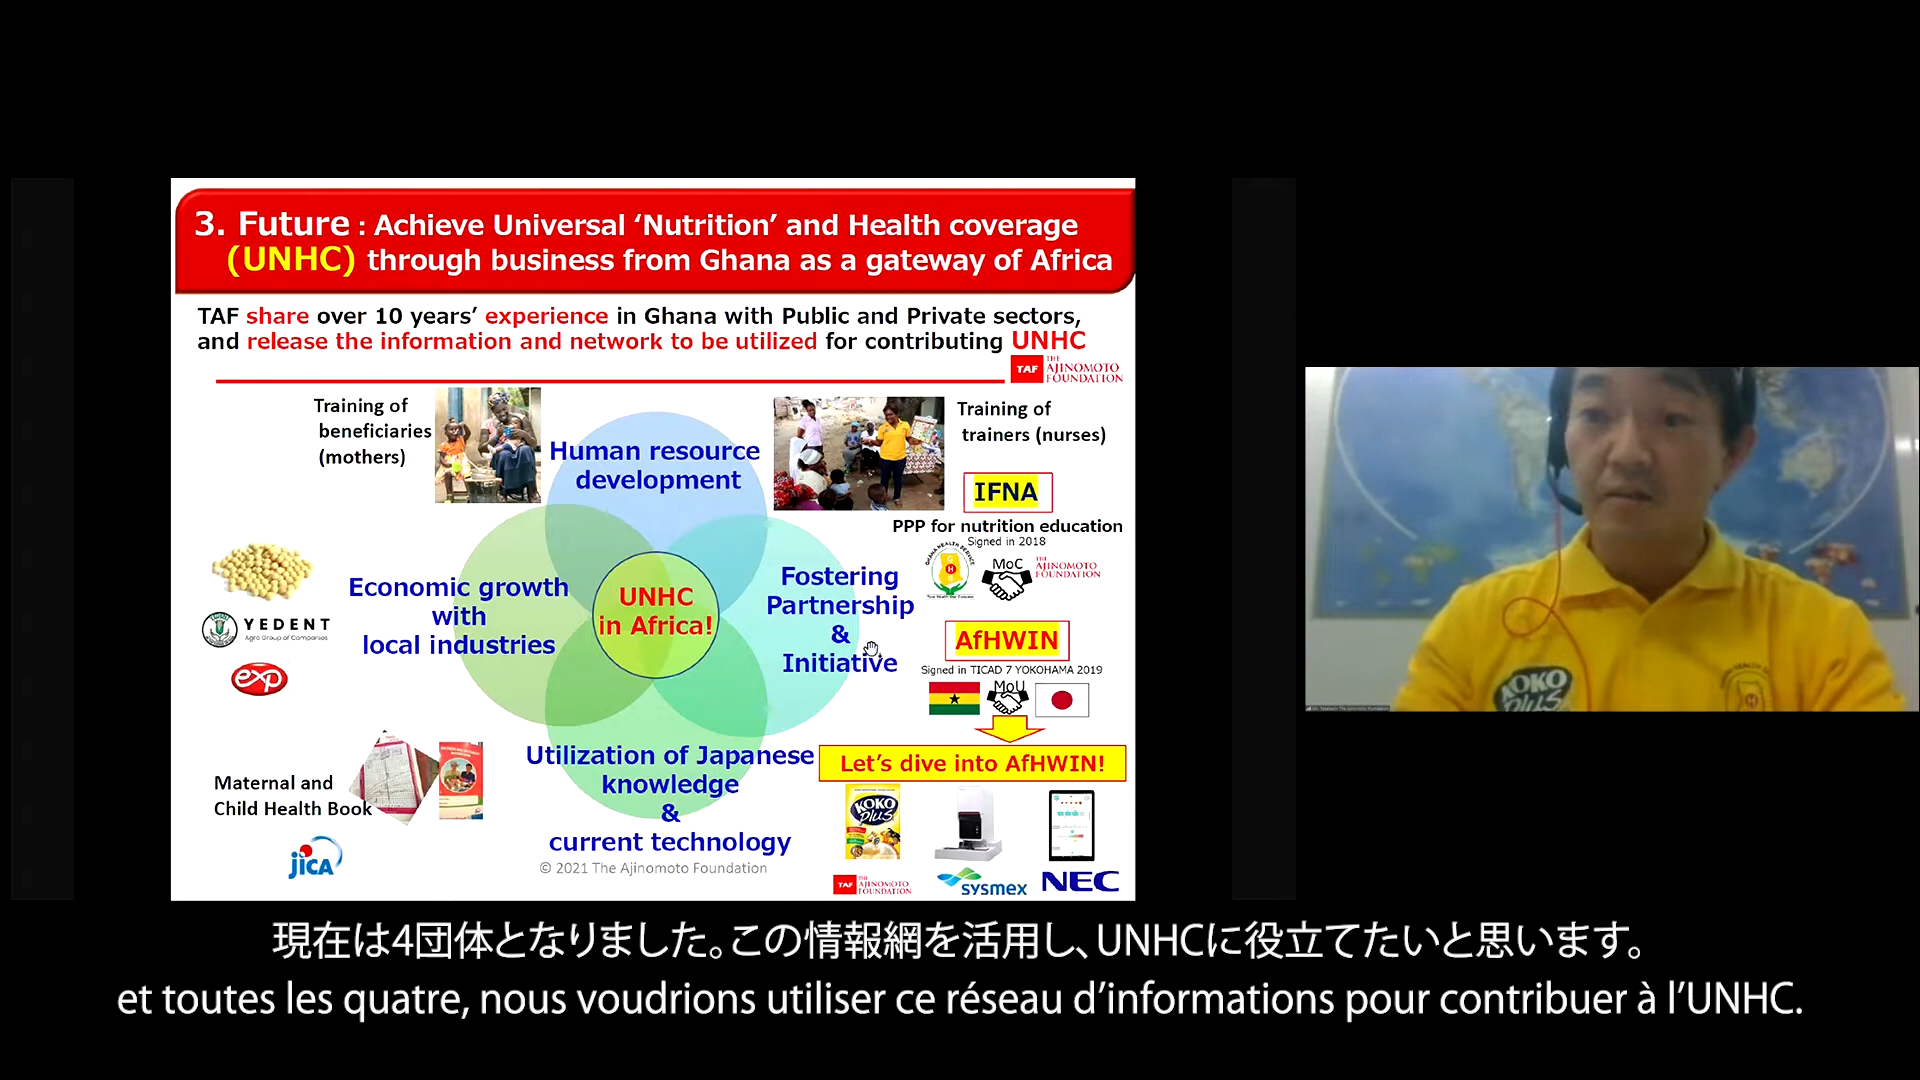 3. Future : Achieve Universal ‘Nutrition’ and Health coverage
(UNHC) through business from Ghana as a gateway of Africa
TAF share over 10 years’ experience in Ghana with Public and Private sectors,
and release the information and network to be utilized for contributing UNHC
TAF THE AJINOMOTO FOUNDATION
Training of
beneficiaries
(mothers)
Human resource
development
Training of
trainers (nurses)
IFNA
PPP for nutrition education
Signed in 2018
GHANA HEALTH SERVICE
MoC
THE AJINOMOTO FOUNDATION
Economic growth
with
local industries
YEDENT
Agro Group of Companies
exp
UNHC
in Africa!
Fostering
Partnership
&
Initiative
AfHWIN
Signed in TICAD 7 YOKOHAMA 2019
MoU
Let’s dive into AfHWIN!
Utilization of Japanese
knowledge
&
current technology
Maternal and
Child Health Book
jICA
KOKO
plus
TAF THE AJINOMOTO FOUNDATION
sysmex
NEC
© 2021 The Ajinomoto Foundation
KOKO
plus
現在は4団体となりました。この情報網を活用し、UNHCに役立てたいと思います。
et toutes les quatre, nous voudrions utiliser ce réseau d’informations pour contribuer à l’UNHC.